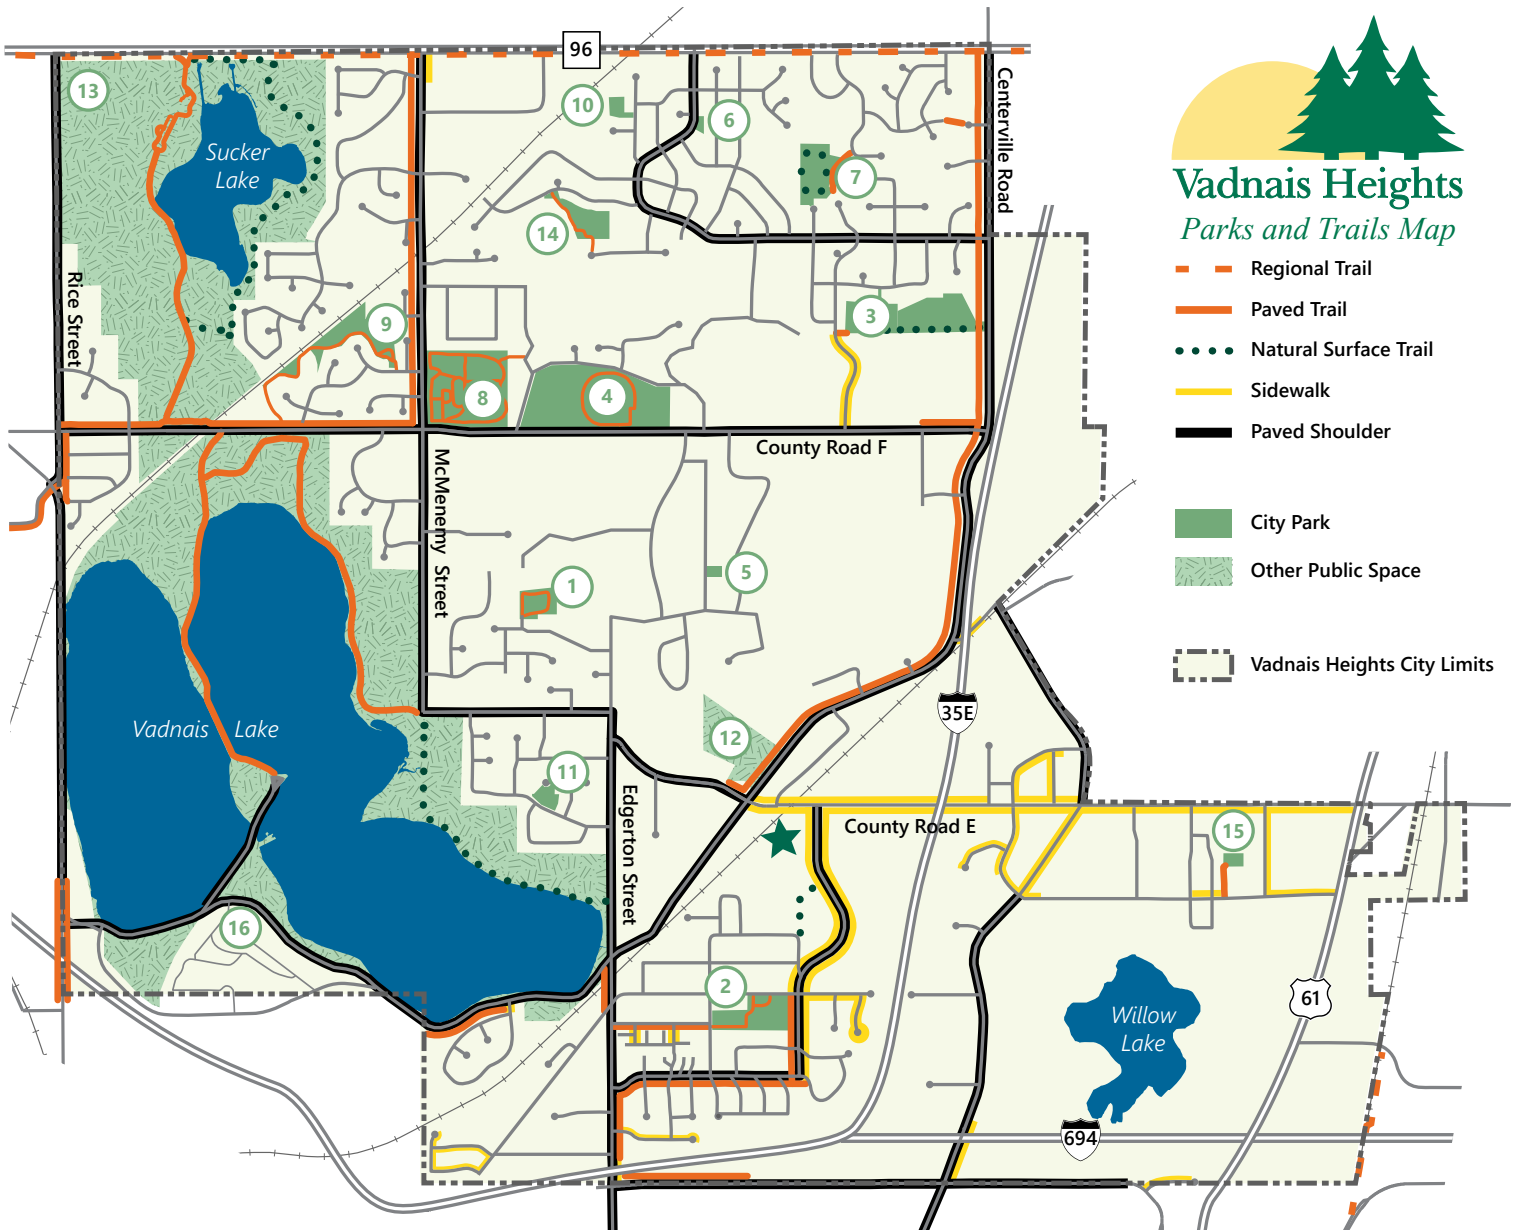 96
13
10
6
Sucker
Lake
7
Centerville Road
14
Rice Street
9
3
8
4
County Road F
McMenemy Street
1
5
35E
Vadnais Lake
12
11
Edgerton Street
County Road E
15
16
2
61
Willow
Lake
694
Vadnais Heights
Parks and Trails Map
Regional Trail
Paved Trail
Natural Surface Trail
Sidewalk
Paved Shoulder
City Park
Other Public Space
Vadnais Heights City Limits